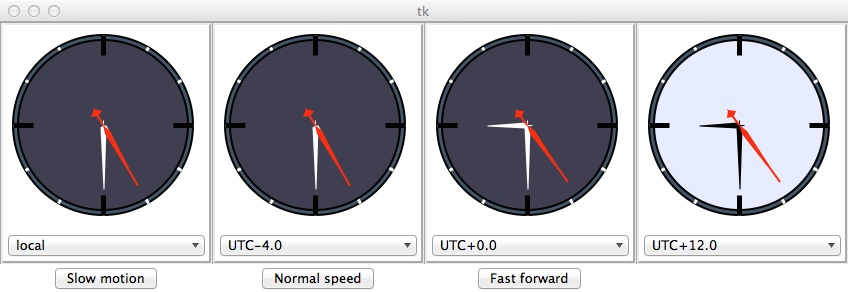 tk
local
UTC−4.0
UTC+0.0
UTC+12.0
Slow motion
Normal speed
Fast forward